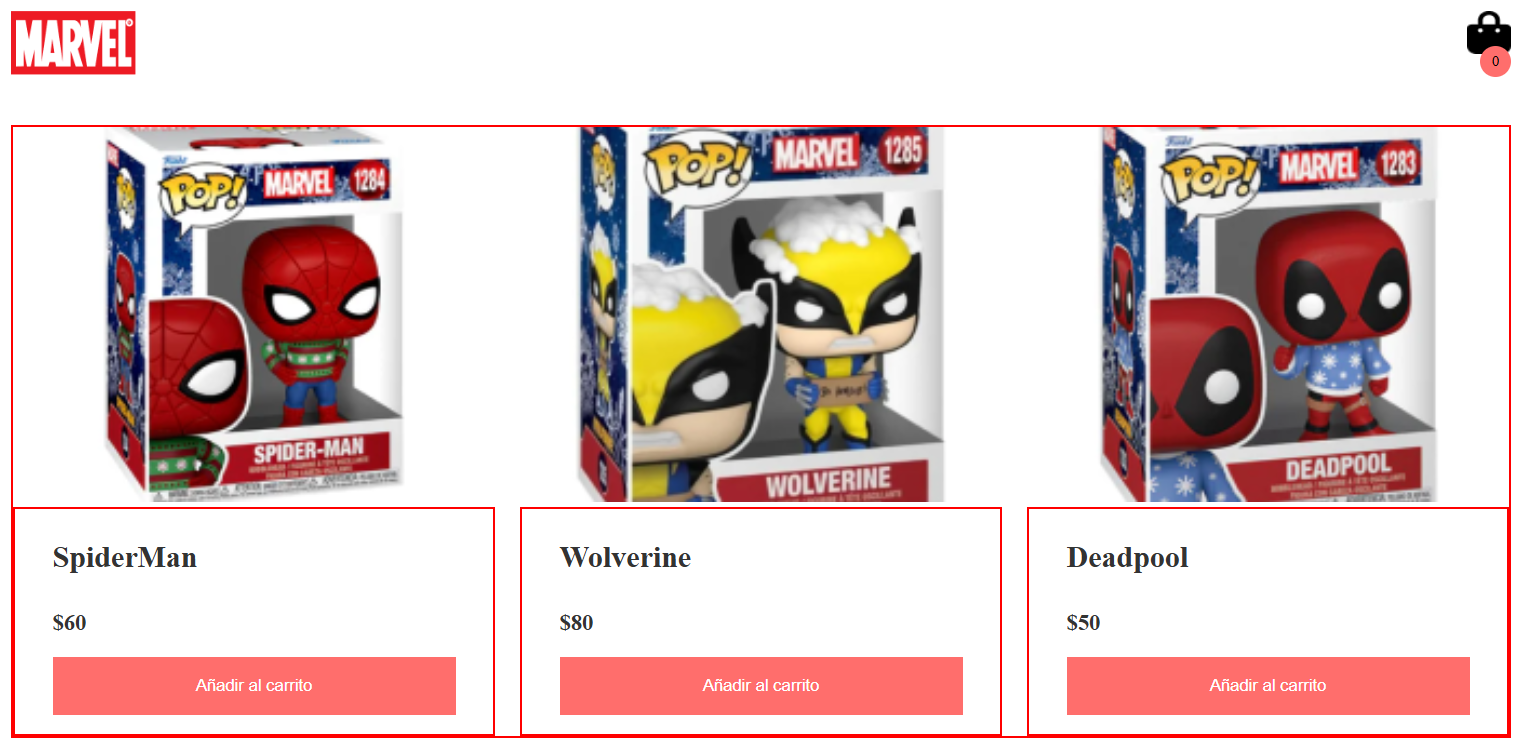 MARVEL
0
POP!
MARVEL
1284
SPIDER-MAN
POP!
MARVEL
1285
WOLVERINE
POP!
MARVEL
1283
DEADPOOL
SpiderMan
$60
Añadir al carrito
Wolverine
$80
Añadir al carrito
Deadpool
$50
Añadir al carrito